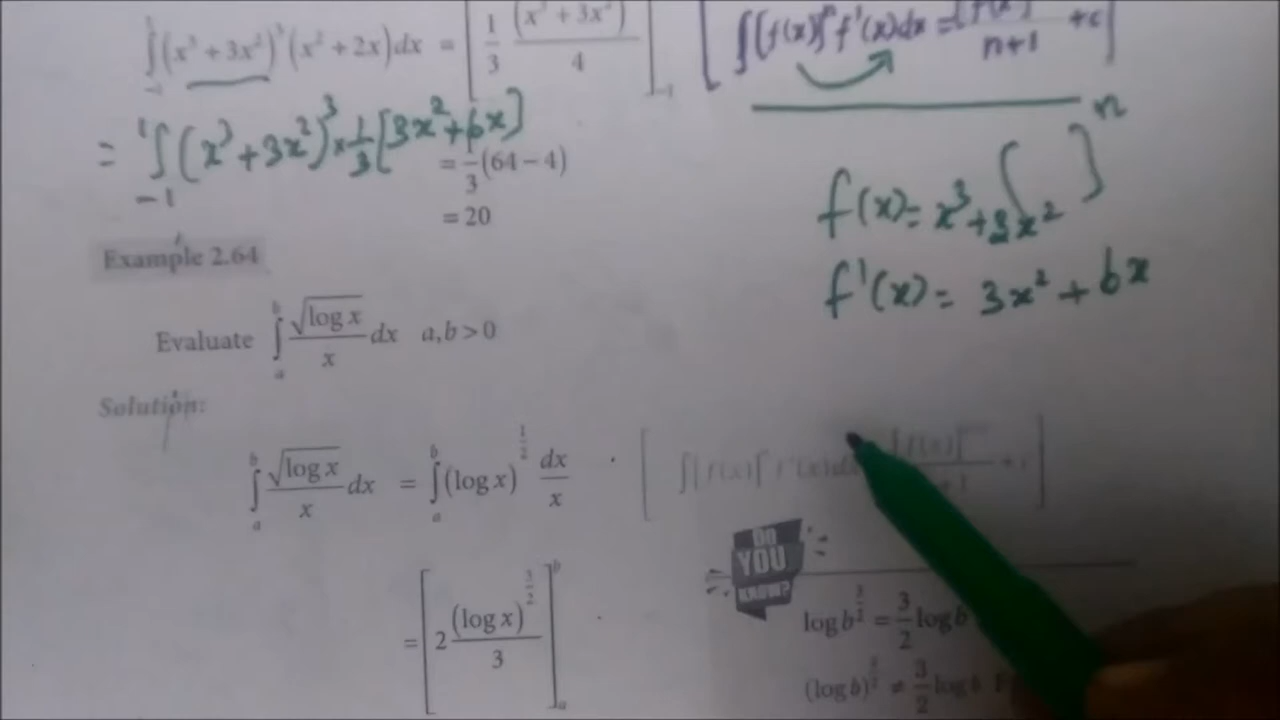 ∫(x³ + 3x²)³(x² + 2x)dx = [1/3 (x³ + 3x²)/4]₋₁
[∫[f(x)]ⁿ f'(x)dx = [f(x)]/n+1 + c]
= ¹∫₋₁ (x³ + 3x²)³ × 1/3 [3x² + 6x]
[ ]ⁿ
= 1/3 (64 − 4)
f(x) = x³ + 3x²
= 20
Example 2.64
f'(x) = 3x² + 6x
Evaluate ∫ₐᵇ √log x / x dx a, b > 0
Solution:
∫ₐᵇ √log x / x dx = ∫ₐᵇ (log x)^1/2 dx/x
= [2 (log x)^3/2 / 3]ₐᵇ
DO
YOU
KNOW?
log b^3/2 = 3/2 log b
(log b)^3/2 ≠ 3/2 log b